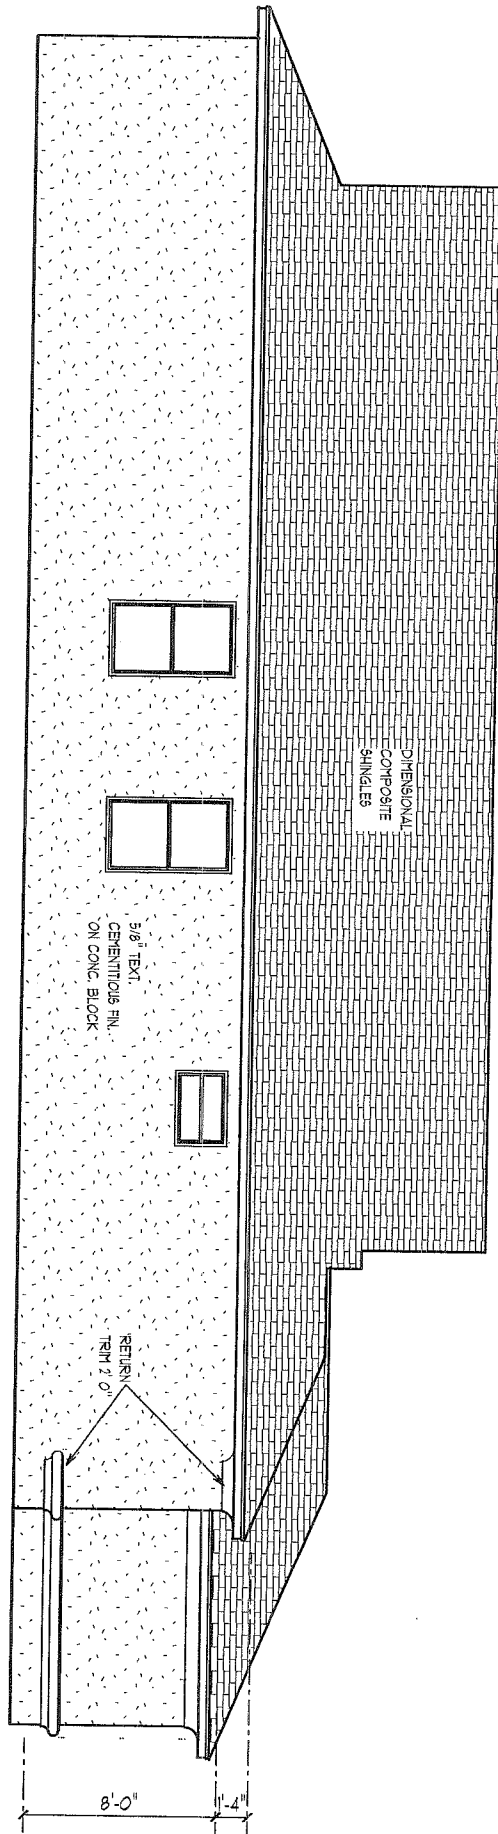 DIMENSIONAL
COMPOSITE
SHINGLES
5/8" TEXT.
CEMENTITIOUS FIN.
ON CONC. BLOCK
RETURN
TRIM 2' 0"
8'-0"
1'-4"